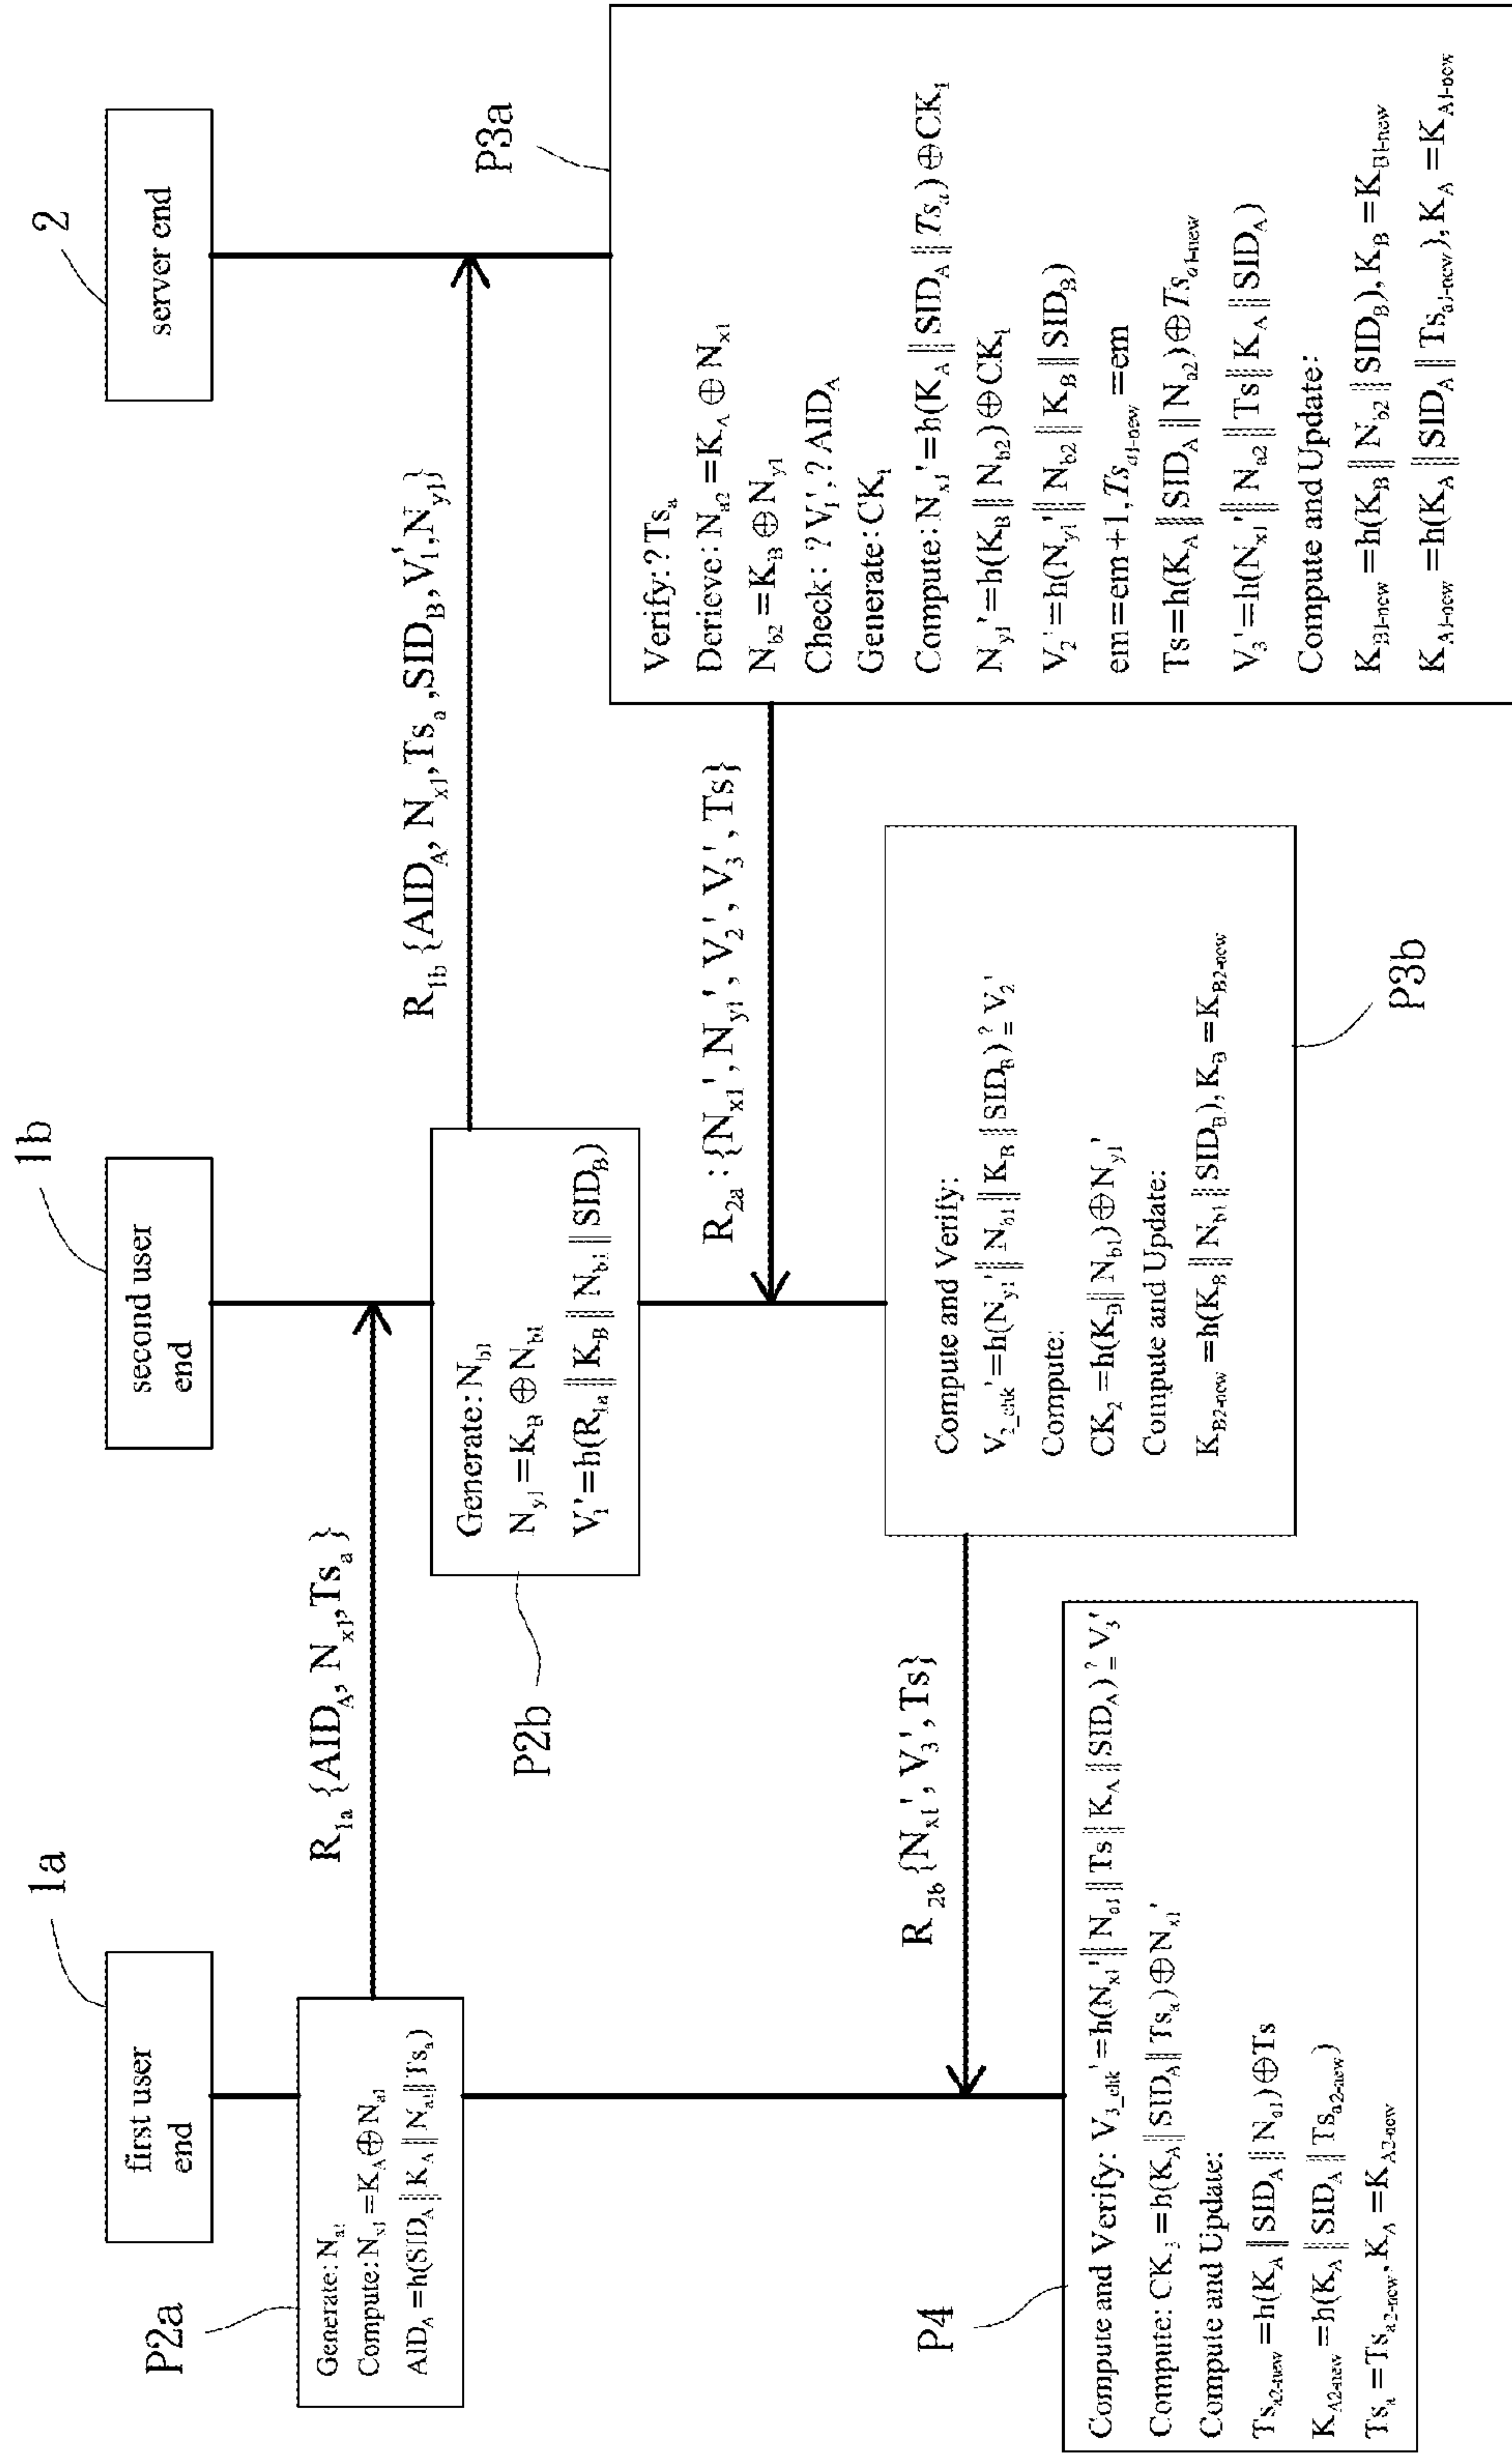 1a
first user
end
1b
second user
end
2
server end
P2a
Generate: N_a1
Compute: N_x1 = K_A ⊕ N_a1
AID_A = h(SID_A ‖ K_A ‖ N_a1 ‖ Ts_a)
R_1a {AID_A, N_x1, Ts_a}
P2b
Generate: N_b1
N_y1 = K_B ⊕ N_b1
V_1' = h(R_1a ‖ K_B ‖ N_b1 ‖ SID_B)
R_1b {AID_A, N_x1, Ts_a, SID_B, V_1', N_y1}
P3a
Verify: ? Ts_a
Derieve: N_a2 = K_A ⊕ N_x1
N_b2 = K_B ⊕ N_y1
Check: ? V_1', ? AID_A
Generate: CK_1
Compute: N_x1' = h(K_A ‖ SID_A ‖ Ts_a) ⊕ CK_1
N_y1' = h(K_B ‖ N_b2) ⊕ CK_1
V_2' = h(N_y1' ‖ N_b2 ‖ K_B ‖ SID_B)
em = em + 1, Ts_a1-new = em
Ts = h(K_A ‖ SID_A ‖ N_a2) ⊕ Ts_a1-new
V_3' = h(N_x1' ‖ N_a2 ‖ Ts ‖ K_A ‖ SID_A)
Compute and Update:
K_B1-new = h(K_B ‖ N_b2 ‖ SID_B), K_B = K_B1-new
K_A1-new = h(K_A ‖ SID_A ‖ Ts_a1-new), K_A = K_A1-new
R_2a : {N_x1', N_y1', V_2', V_3', Ts}
P3b
Compute and Verify:
V_2_chk' = h(N_y1' ‖ N_b1 ‖ K_B ‖ SID_B) ≟ V_2'
Compute:
CK_2 = h(K_B ‖ N_b1) ⊕ N_y1'
Compute and Update:
K_B2-new = h(K_B ‖ N_b1 ‖ SID_B), K_B = K_B2-new
R_2b {N_x1', V_3', Ts}
P4
Compute and Verify: V_3_chk' = h(N_x1' ‖ N_a1 ‖ Ts ‖ K_A ‖ SID_A) ≟ V_3'
Compute: CK_3 = h(K_A ‖ SID_A ‖ Ts_a) ⊕ N_x1'
Compute and Update:
Ts_a2-new = h(K_A ‖ SID_A ‖ N_a1) ⊕ Ts
K_A2-new = h(K_A ‖ SID_A ‖ Ts_a2-new)
Ts_a = Ts_a2-new, K_A = K_A2-new